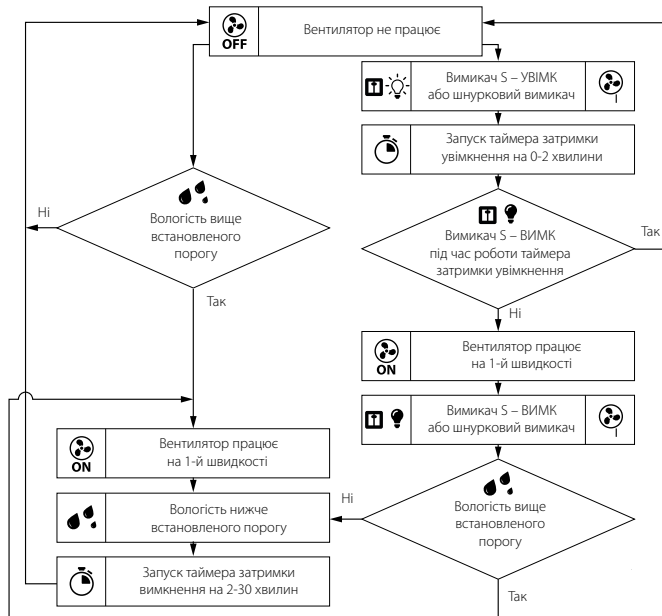 OFF
Вентилятор не працює
Вимикач S – УВІМК
або шнурковий вимикач
Запуск таймера затримки
увімкнення на 0-2 хвилини
Ні
Вологість вище
встановленого
порогу
Так
Вимикач S – ВИМК
під час роботи таймера
затримки увімкнення
Так
Ні
ON
Вентилятор працює
на 1-й швидкості
Вимикач S – ВИМК
або шнурковий вимикач
ON
Вентилятор працює
на 1-й швидкості
Вологість нижче
встановленого порогу
Ні
Вологість вище
встановленого
порогу
Запуск таймера затримки
вимкнення на 2-30 хвилин
Так